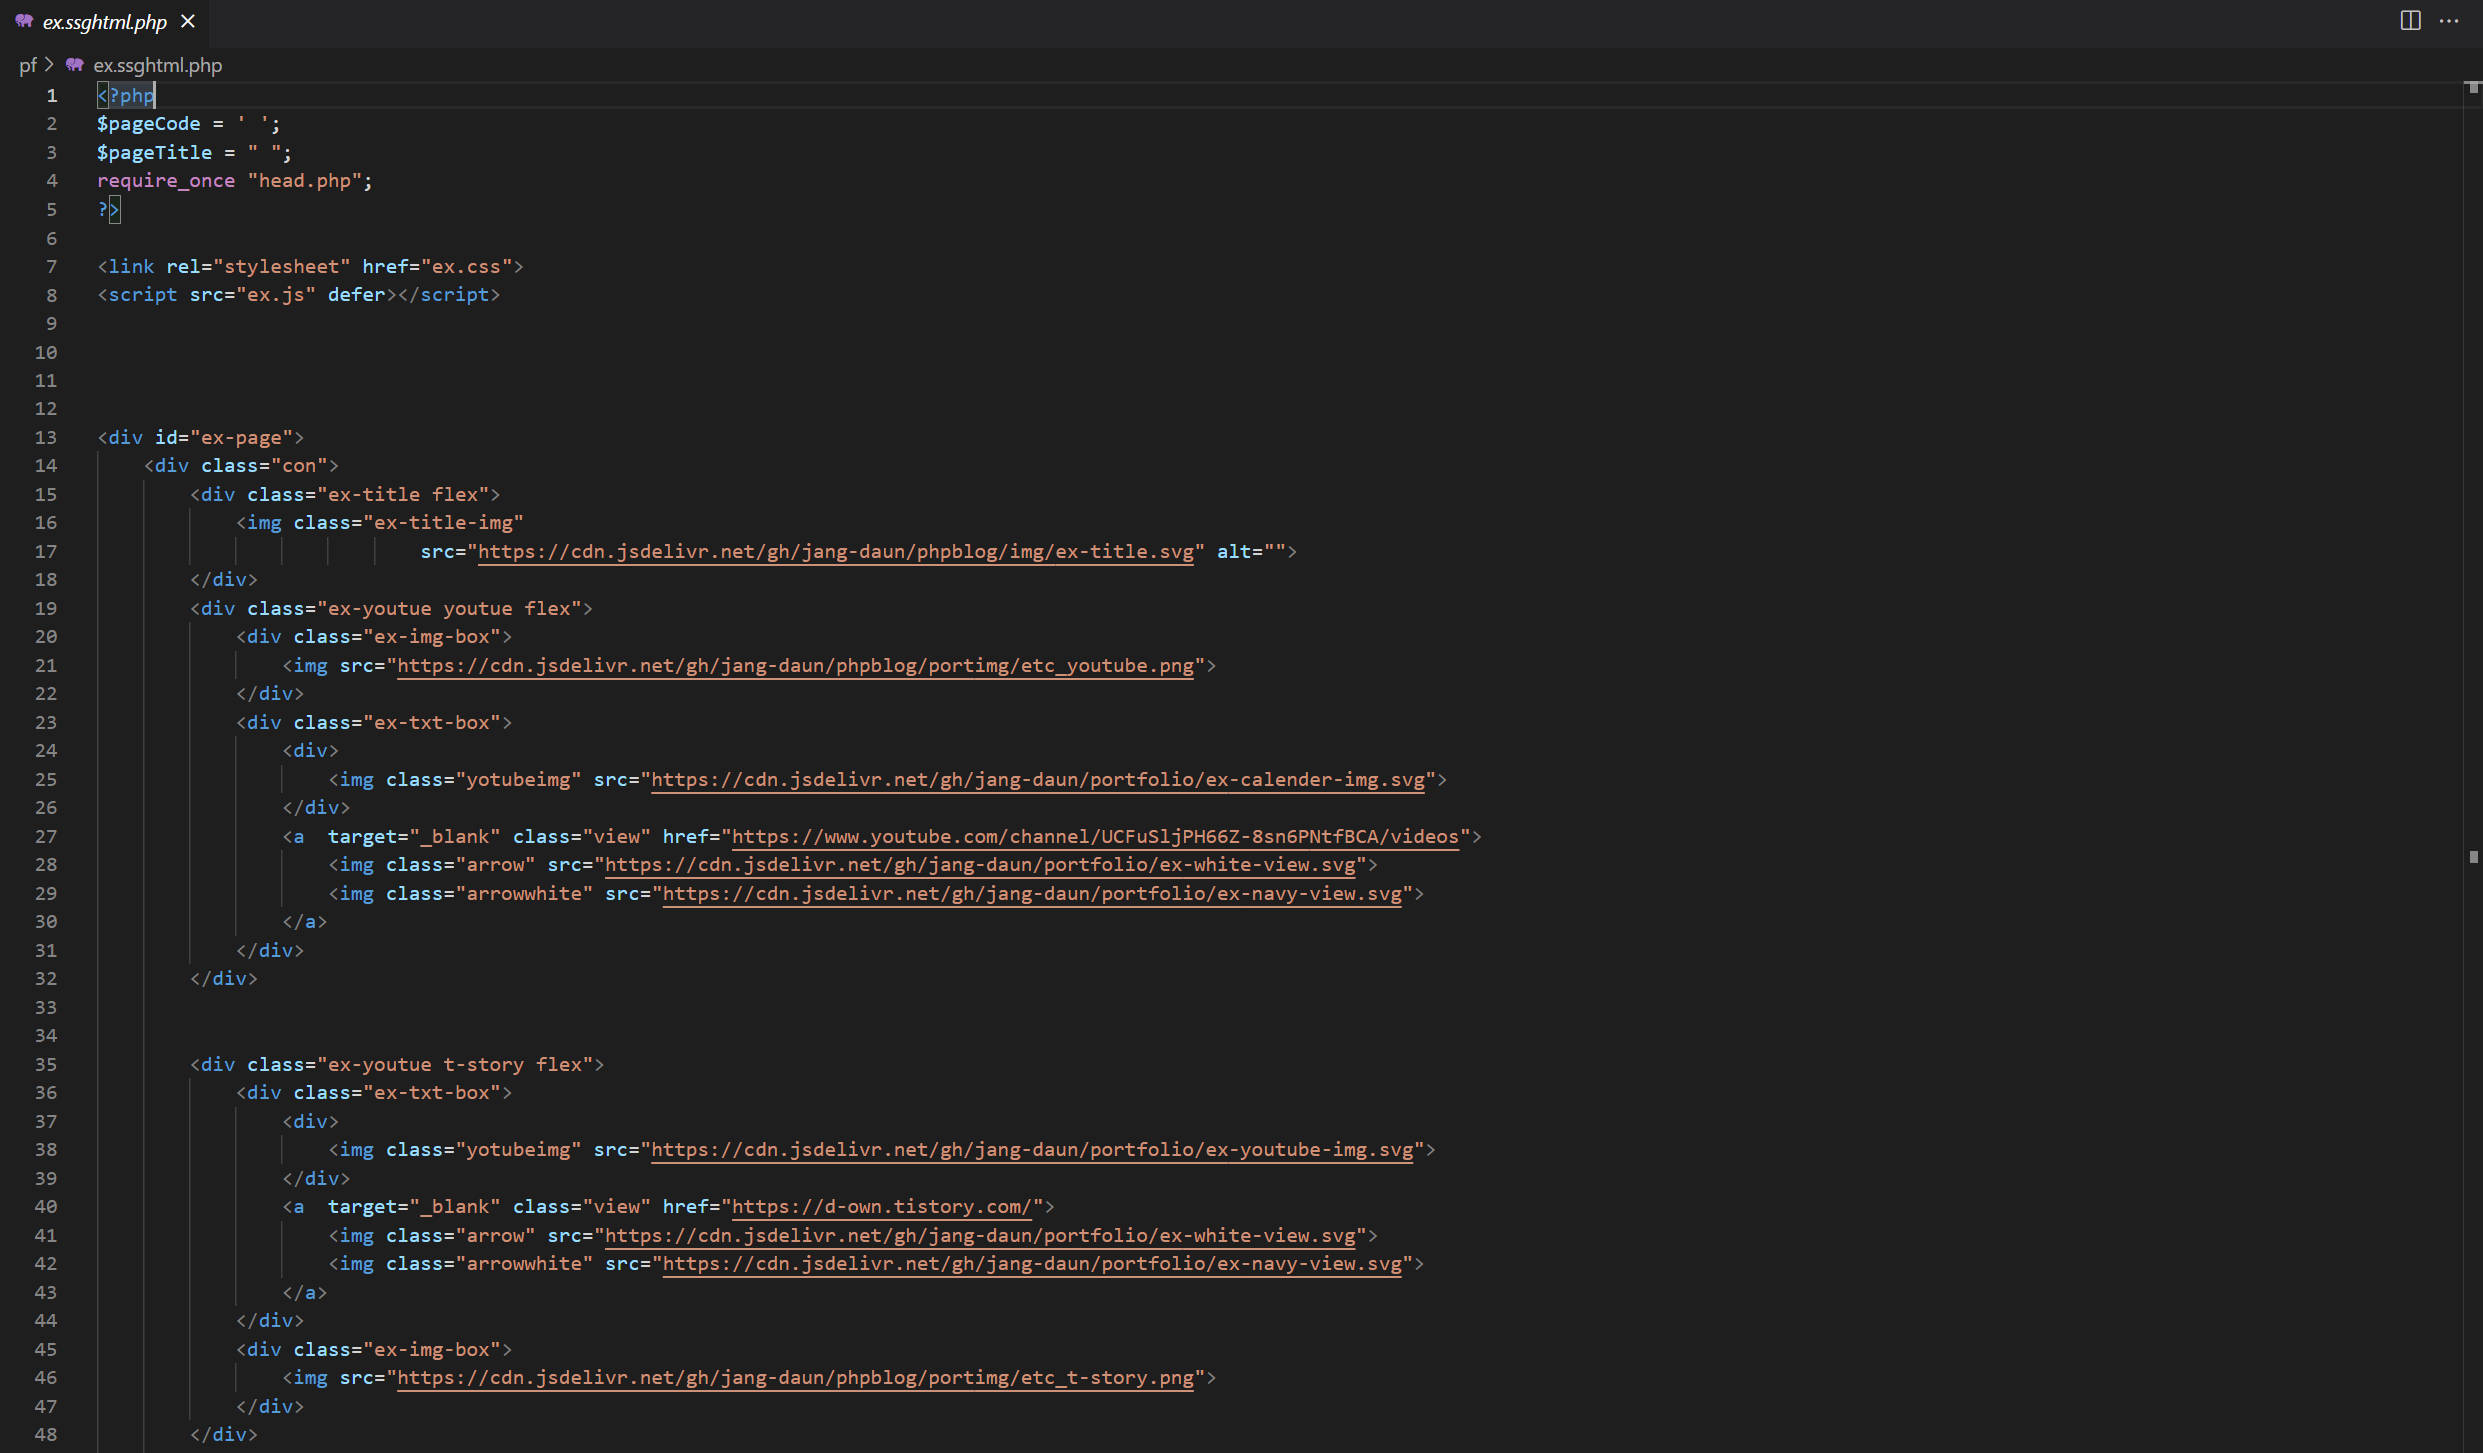 ex.ssghtml.php
pf > ex.ssghtml.php
1 <?php
2 $pageCode = ' ';
3 $pageTitle = " ";
4 require_once "head.php";
5 ?>
6
7 <link rel="stylesheet" href="ex.css">
8 <script src="ex.js" defer></script>
9
10
11
12
13 <div id="ex-page">
14 <div class="con">
15 <div class="ex-title flex">
16 <img class="ex-title-img"
17 src="https://cdn.jsdelivr.net/gh/jang-daun/phpblog/img/ex-title.svg" alt="">
18 </div>
19 <div class="ex-youtue youtue flex">
20 <div class="ex-img-box">
21 <img src="https://cdn.jsdelivr.net/gh/jang-daun/phpblog/portimg/etc_youtube.png">
22 </div>
23 <div class="ex-txt-box">
24 <div>
25 <img class="yotubeimg" src="https://cdn.jsdelivr.net/gh/jang-daun/portfolio/ex-calender-img.svg">
26 </div>
27 <a  target="_blank" class="view" href="https://www.youtube.com/channel/UCFuSljPH66Z-8sn6PNtfBCA/videos">
28 <img class="arrow" src="https://cdn.jsdelivr.net/gh/jang-daun/portfolio/ex-white-view.svg">
29 <img class="arrowwhite" src="https://cdn.jsdelivr.net/gh/jang-daun/portfolio/ex-navy-view.svg">
30 </a>
31 </div>
32 </div>
33
34
35 <div class="ex-youtue t-story flex">
36 <div class="ex-txt-box">
37 <div>
38 <img class="yotubeimg" src="https://cdn.jsdelivr.net/gh/jang-daun/portfolio/ex-youtube-img.svg">
39 </div>
40 <a  target="_blank" class="view" href="https://d-own.tistory.com/">
41 <img class="arrow" src="https://cdn.jsdelivr.net/gh/jang-daun/portfolio/ex-white-view.svg">
42 <img class="arrowwhite" src="https://cdn.jsdelivr.net/gh/jang-daun/portfolio/ex-navy-view.svg">
43 </a>
44 </div>
45 <div class="ex-img-box">
46 <img src="https://cdn.jsdelivr.net/gh/jang-daun/phpblog/portimg/etc_t-story.png">
47 </div>
48 </div>